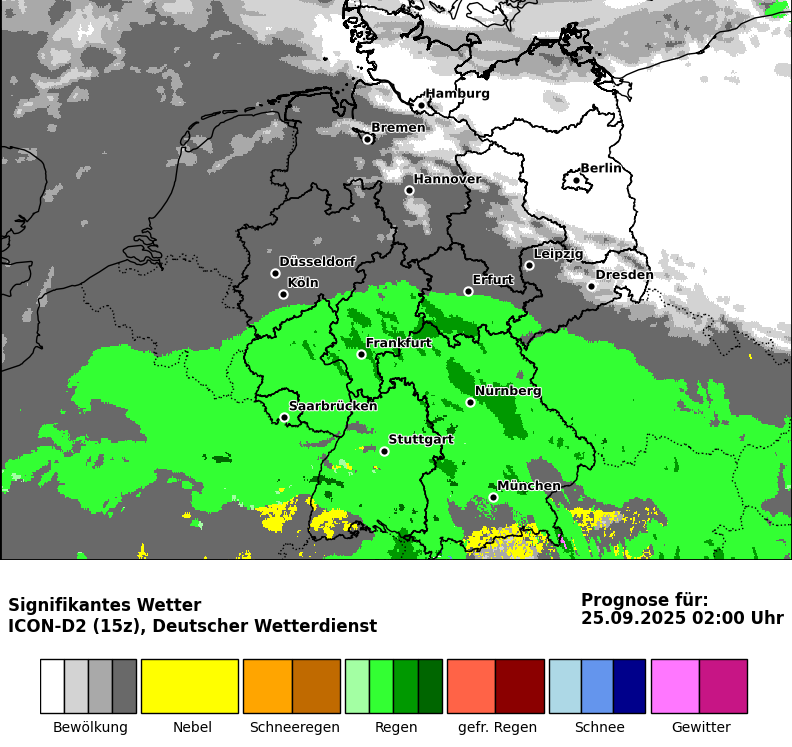 Hamburg
Bremen
Berlin
Hannover
Leipzig
Düsseldorf
Dresden
Köln
Erfurt
Frankfurt
Nürnberg
Saarbrücken
Stuttgart
München
Signifikantes Wetter
ICON-D2 (15z), Deutscher Wetterdienst
Prognose für:
25.09.2025 02:00 Uhr
Bewölkung
Nebel
Schneeregen
Regen
gefr. Regen
Schnee
Gewitter